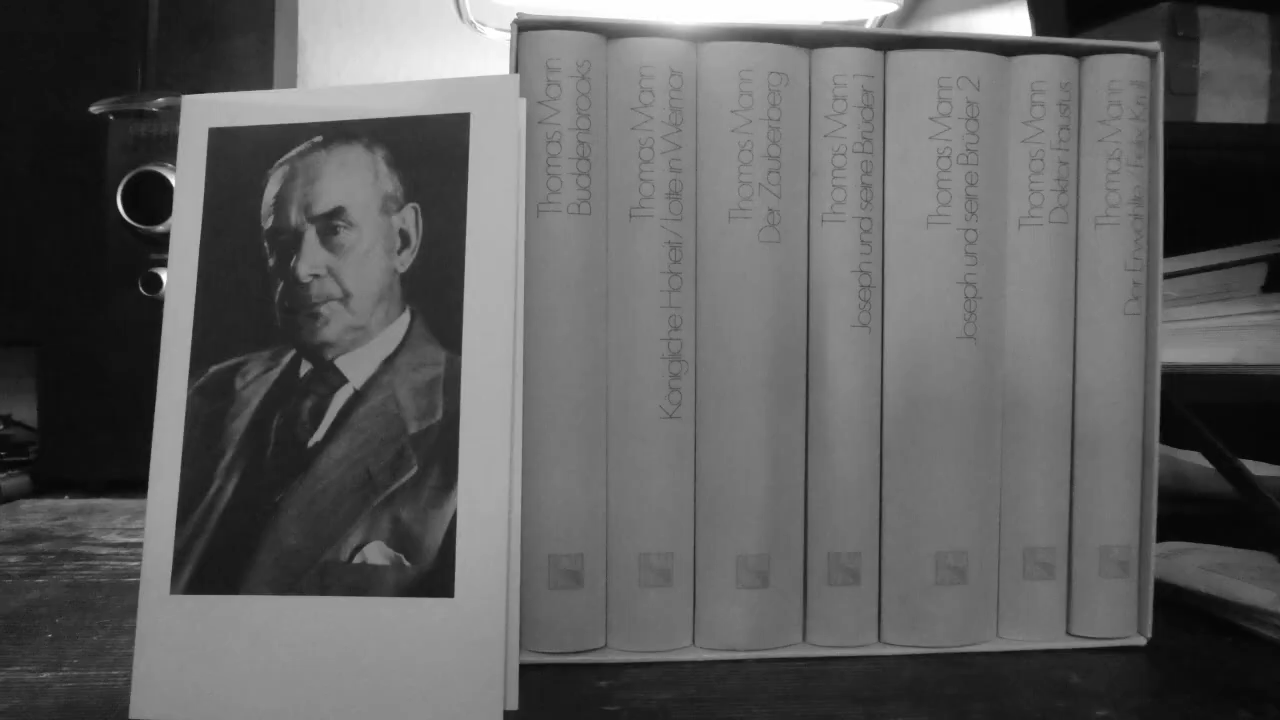 Thomas Mann
Buddenbrooks
Thomas Mann
Königliche Hoheit / Lotte in Weimar
Thomas Mann
Der Zauberberg
Thomas Mann
Joseph und seine Brüder 1
Thomas Mann
Joseph und seine Brüder 2
Thomas Mann
Doktor Faustus
Thomas Mann
Der Erwählte / Felix Krull